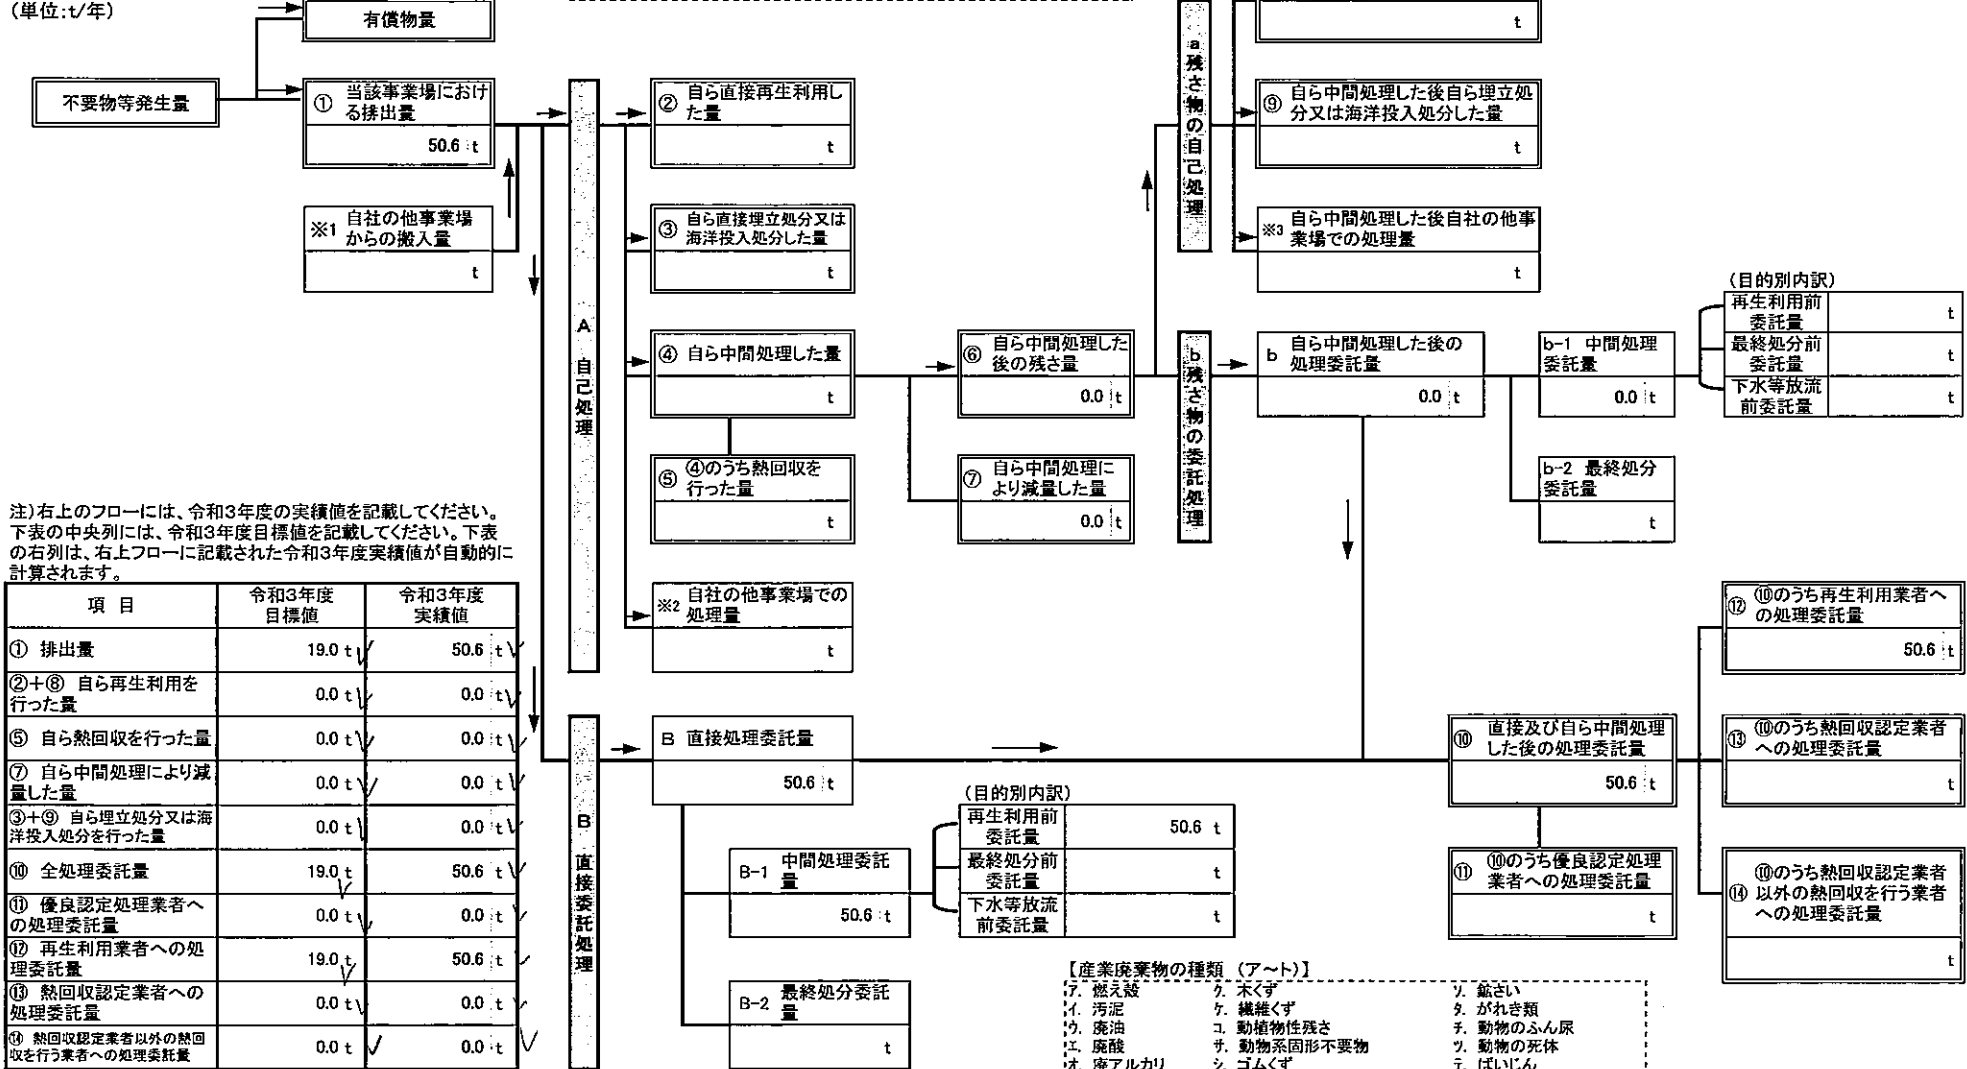 (単位:t/年)
有償物量
t
不要物等発生量
① 当該事業場におけ
る排出量
50.6 t
※1 自社の他事業場
からの搬入量
t
A 自己処理
② 自ら直接再生利用し
た量
t
③ 自ら直接埋立処分又は
海洋投入処分した量
t
④ 自ら中間処理した量
t
⑤ ④のうち熱回収を
行った量
t
※2 自社の他事業場での
処理量
t
⑥ 自ら中間処理した
後の残さ量
0.0 t
⑦ 自ら中間処理に
より減量した量
0.0 t
a 残さ物の自己処理
⑨ 自ら中間処理した後自ら埋立処
分又は海洋投入処分した量
t
※3 自ら中間処理した後自社の他事
業場での処理量
t
b 残さ物の委託処理
b 自ら中間処理した後の
処理委託量
0.0 t
b-1 中間処理
委託量
0.0 t
b-2 最終処分
委託量
t
(目的別内訳)
再生利用前
委託量 t
最終処分前
委託量 t
下水等放流
前委託量 t
注)右上のフローには、令和3年度の実績値を記載してください。
下表の中央列には、令和3年度目標値を記載してください。下表
の右列は、右上フローに記載された令和3年度実績値が自動的に
計算されます。
項 目 令和3年度 目標値 令和3年度 実績値
① 排出量 19.0 t 50.6 t
②+⑧ 自ら再生利用を
行った量 0.0 t 0.0 t
⑤ 自ら熱回収を行った量 0.0 t 0.0 t
⑦ 自ら中間処理により減
量した量 0.0 t 0.0 t
③+⑨ 自ら埋立処分又は海
洋投入処分を行った量 0.0 t 0.0 t
⑩ 全処理委託量 19.0 t 50.6 t
⑪ 優良認定処理業者へ
の処理委託量 0.0 t 0.0 t
⑫ 再生利用業者への処
理委託量 19.0 t 50.6 t
⑬ 熱回収認定業者への
処理委託量 0.0 t 0.0 t
⑭ 熱回収認定業者以外の熱回
収を行う業者への処理委託量 0.0 t 0.0 t
B 直接委託処理
B 直接処理委託量
50.6 t
B-1 中間処理委託
量
50.6 t
B-2 最終処分委託
量
t
(目的別内訳)
再生利用前
委託量 50.6 t
最終処分前
委託量 t
下水等放流
前委託量 t
⑩ 直接及び自ら中間処理
した後の処理委託量
50.6 t
⑪ ⑩のうち優良認定処理
業者への処理委託量
t
⑫ ⑩のうち再生利用業者へ
の処理委託量
50.6 t
⑬ ⑩のうち熱回収認定業者
への処理委託量
t
⑭ ⑩のうち熱回収認定業者
以外の熱回収を行う業者
への処理委託量
t
【産業廃棄物の種類 (ア~ト)】
ア. 燃え殻 ク. 木くず ソ. 鉱さい
イ. 汚泥 ケ. 繊維くず タ. がれき類
ウ. 廃油 コ. 動植物性残さ チ. 動物のふん尿
エ. 廃酸 サ. 動物系固形不要物 ツ. 動物の死体
オ. 廃アルカリ シ. ゴムくず テ. ばいじん